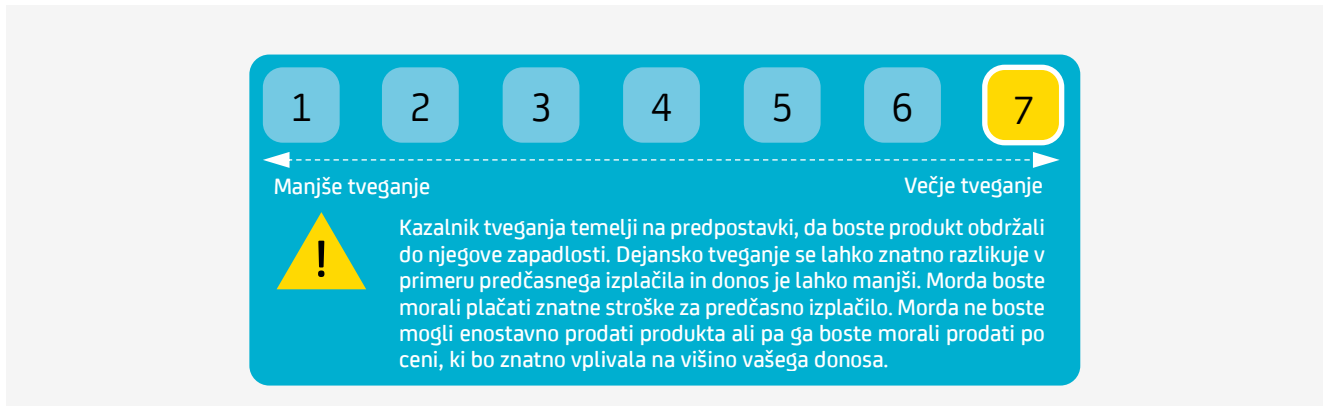 1 2 3 4 5 6 7
Manjše tveganje Večje tveganje
!
Kazalnik tveganja temelji na predpostavki, da boste produkt obdržali
do njegove zapadlosti. Dejansko tveganje se lahko znatno razlikuje v
primeru predčasnega izplačila in donos je lahko manjši. Morda boste
morali plačati znatne stroške za predčasno izplačilo. Morda ne boste
mogli enostavno prodati produkta ali pa ga boste morali prodati po
ceni, ki bo znatno vplivala na višino vašega donosa.